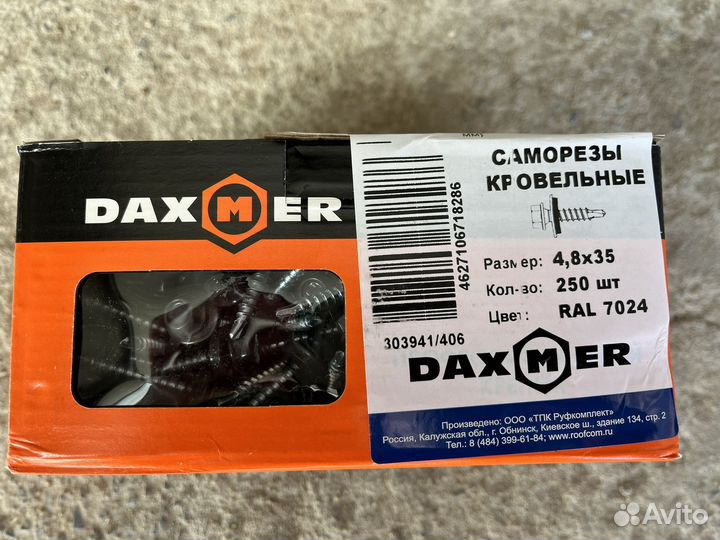 мм)
DAXMER
4627106718286
САМОРЕЗЫ
КРОВЕЛЬНЫЕ
Размер: 4,8x35
Кол-во: 250 шт
Цвет: RAL 7024
303941/406
DAXMER
Произведено: ООО «ТПК Руфкомплект»
Россия, Калужская обл., г. Обнинск, Киевское ш., здание 134, стр. 2
Тел.: 8 (484) 399-61-84; www.roofcom.ru
Avito